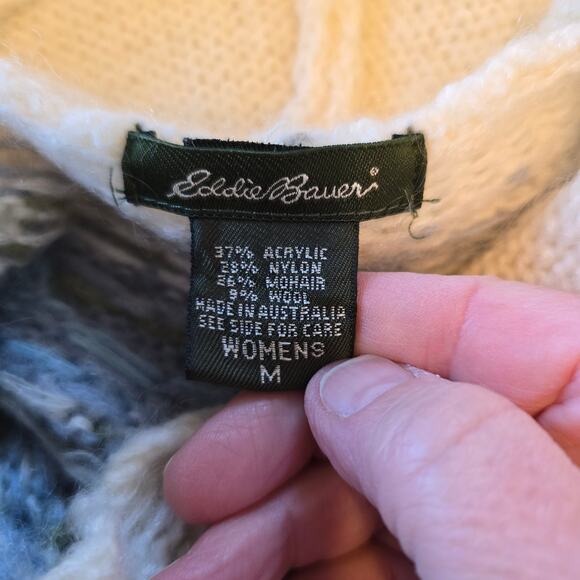 Eddie Bauer®
37% ACRYLIC
28% NYLON
26% MOHAIR
9% WOOL
MADE IN AUSTRALIA
SEE SIDE FOR CARE
WOMENS
M